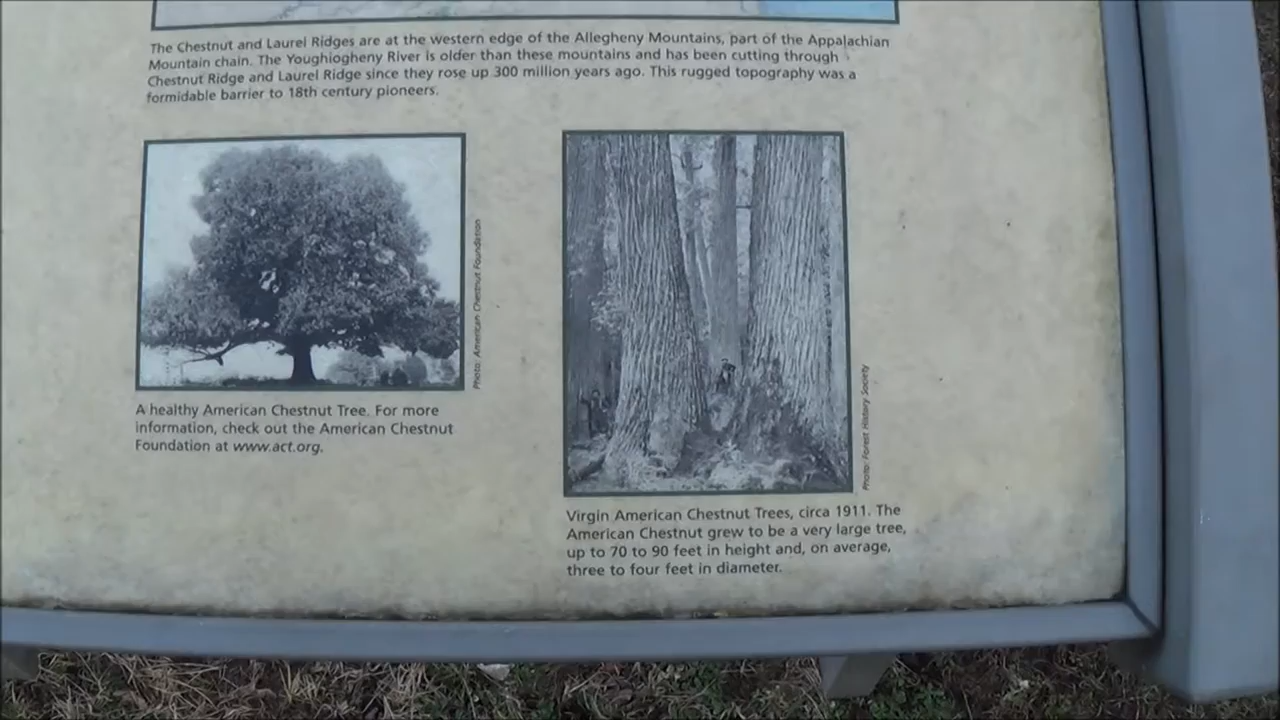 The Chestnut and Laurel Ridges are at the western edge of the Allegheny Mountains, part of the Appalachian
Mountain chain. The Youghiogheny River is older than these mountains and has been cutting through
Chestnut Ridge and Laurel Ridge since they rose up 300 million years ago. This rugged topography was a
formidable barrier to 18th century pioneers.
Photo: American Chestnut Foundation
A healthy American Chestnut Tree. For more
information, check out the American Chestnut
Foundation at www.act.org.
Photo: Forest History Society
Virgin American Chestnut Trees, circa 1911. The
American Chestnut grew to be a very large tree,
up to 70 to 90 feet in height and, on average,
three to four feet in diameter.